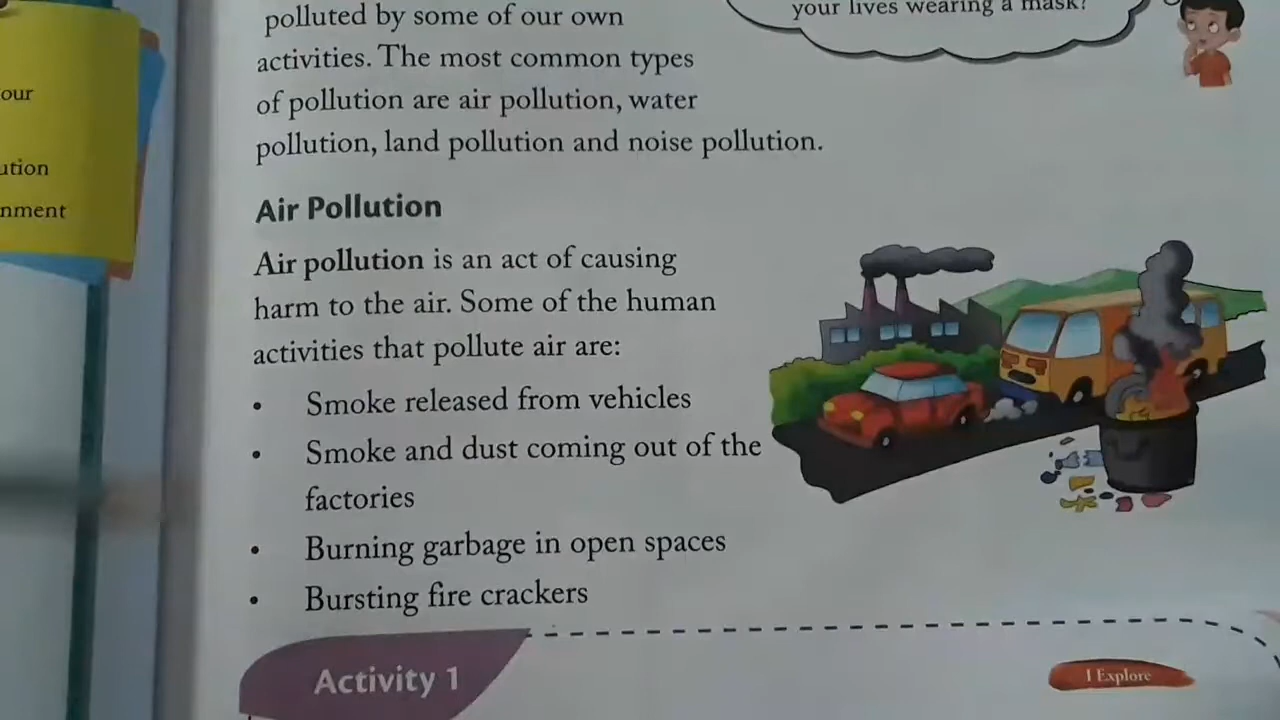 our
ution
nment
your lives wearing a mask?
polluted by some of our own
activities. The most common types
of pollution are air pollution, water
pollution, land pollution and noise pollution.
Air Pollution
Air pollution is an act of causing
harm to the air. Some of the human
activities that pollute air are:
• Smoke released from vehicles
• Smoke and dust coming out of the
factories
• Burning garbage in open spaces
• Bursting fire crackers
Activity 1
I Explore